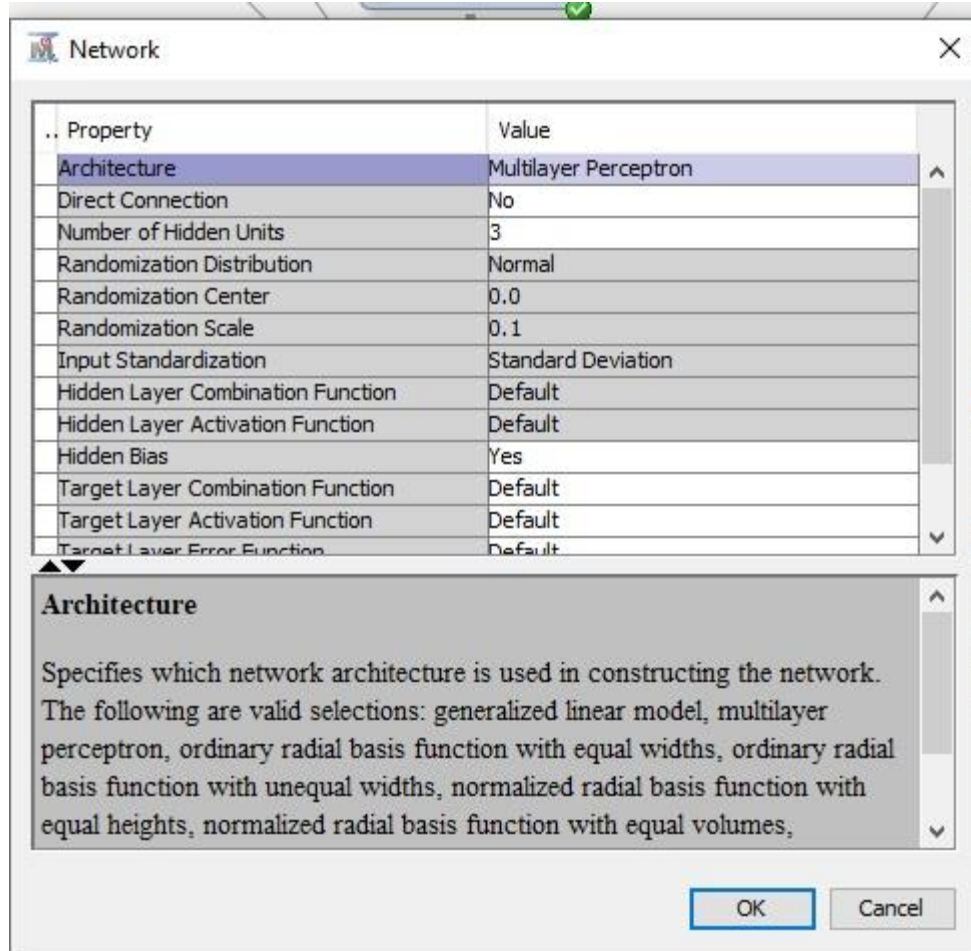 Network
.. Property Value
Architecture Multilayer Perceptron
Direct Connection No
Number of Hidden Units 3
Randomization Distribution Normal
Randomization Center 0.0
Randomization Scale 0.1
Input Standardization Standard Deviation
Hidden Layer Combination Function Default
Hidden Layer Activation Function Default
Hidden Bias Yes
Target Layer Combination Function Default
Target Layer Activation Function Default
Target Layer Error Function Default
Architecture
Specifies which network architecture is used in constructing the network.
The following are valid selections: generalized linear model, multilayer
perceptron, ordinary radial basis function with equal widths, ordinary radial
basis function with unequal widths, normalized radial basis function with
equal heights, normalized radial basis function with equal volumes,
OK Cancel